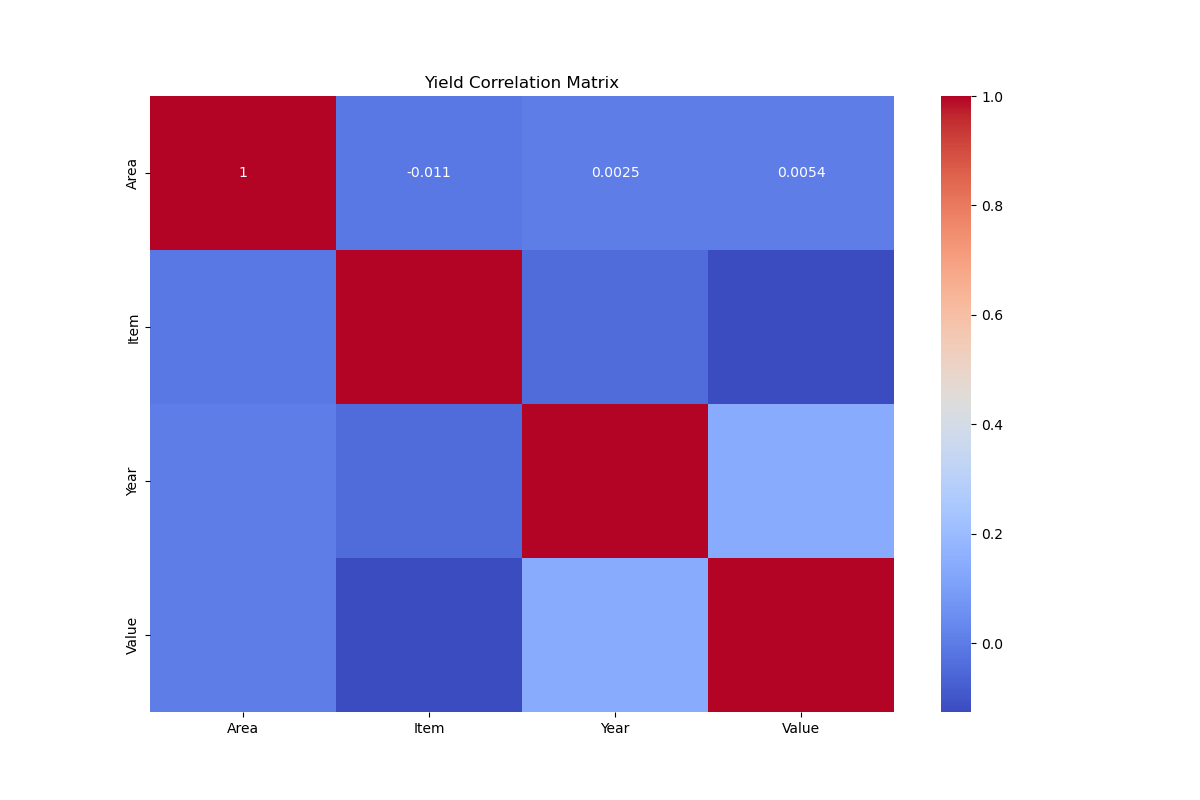 Yield Correlation Matrix
Area
1 -0.011 0.0025 0.0054
Item
Year
Value
Area Item Year Value
1.0
0.8
0.6
0.4
0.2
0.0